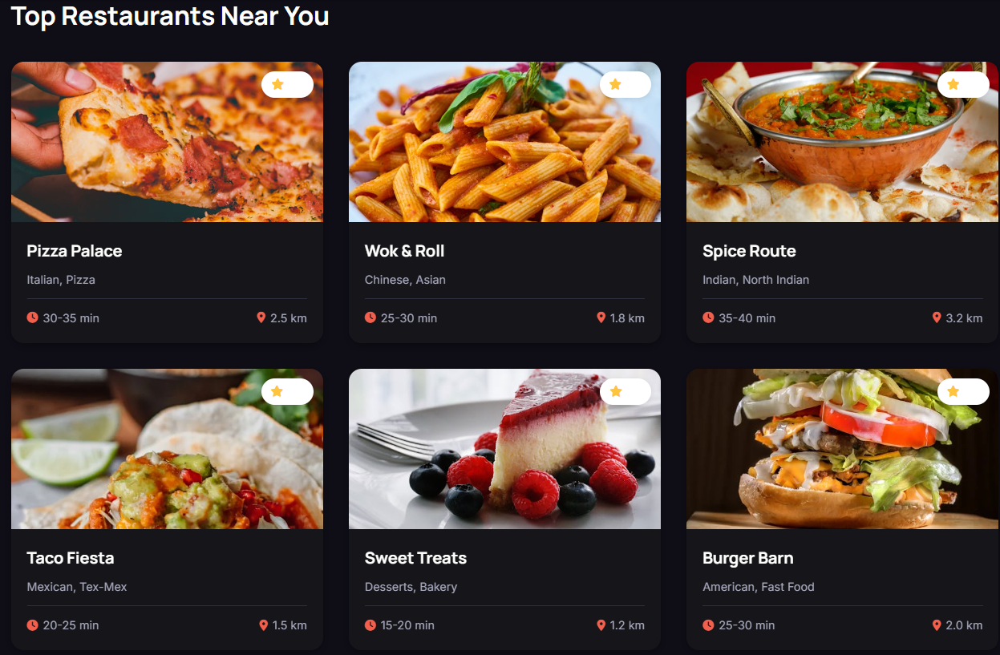 Top Restaurants Near You
Pizza Palace
Italian, Pizza
30-35 min
2.5 km
Wok & Roll
Chinese, Asian
25-30 min
1.8 km
Spice Route
Indian, North Indian
35-40 min
3.2 km
Taco Fiesta
Mexican, Tex-Mex
20-25 min
1.5 km
Sweet Treats
Desserts, Bakery
15-20 min
1.2 km
Burger Barn
American, Fast Food
25-30 min
2.0 km